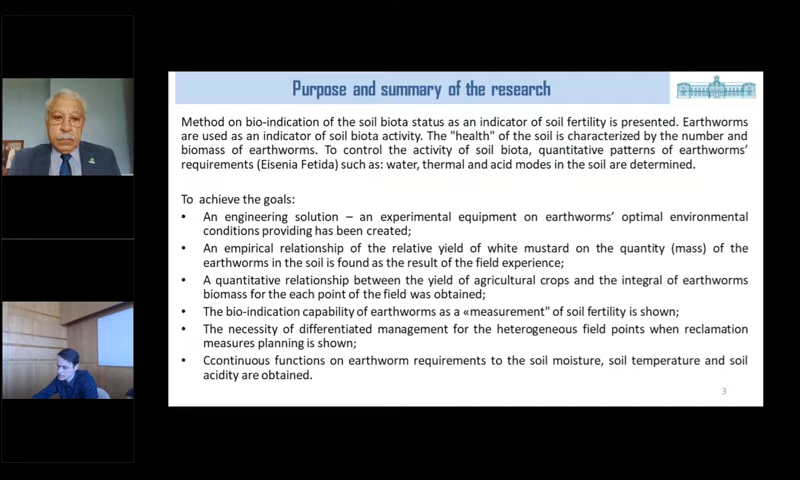 Purpose and summary of the research
Method on bio-indication of the soil biota status as an indicator of soil fertility is presented. Earthworms
are used as an indicator of soil biota activity. The "health" of the soil is characterized by the number and
biomass of earthworms. To control the activity of soil biota, quantitative patterns of earthworms'
requirements (Eisenia Fetida) such as: water, thermal and acid modes in the soil are determined.
To achieve the goals:
• An engineering solution – an experimental equipment on earthworms' optimal environmental
conditions providing has been created;
• An empirical relationship of the relative yield of white mustard on the quantity (mass) of the
earthworms in the soil is found as the result of the field experience;
• A quantitative relationship between the yield of agricultural crops and the integral of earthworms
biomass for the each point of the field was obtained;
• The bio-indication capability of earthworms as a «measurement" of soil fertility is shown;
• The necessity of differentiated management for the heterogeneous field points when reclamation
measures planning is shown;
• Ccontinuous functions on earthworm requirements to the soil moisture, soil temperature and soil
acidity are obtained.
3